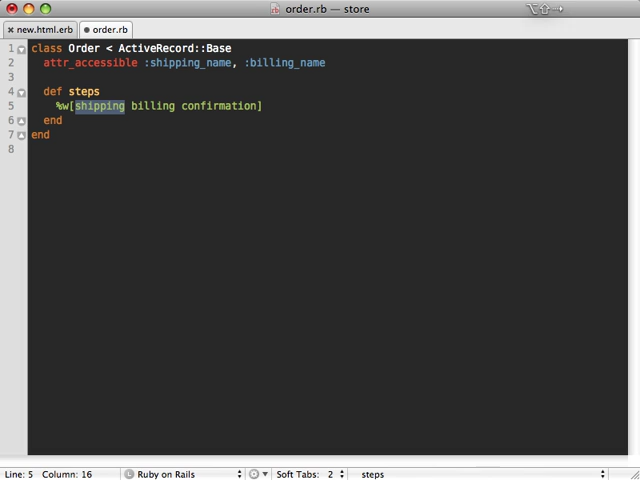 order.rb — store
⌥⇧→
new.html.erb
order.rb
1 class Order < ActiveRecord::Base
2 attr_accessible :shipping_name, :billing_name
3
4 def steps
5 %w[shipping billing confirmation]
6 end
7 end
8
Line: 5 Column: 16 L Ruby on Rails Soft Tabs: 2 steps